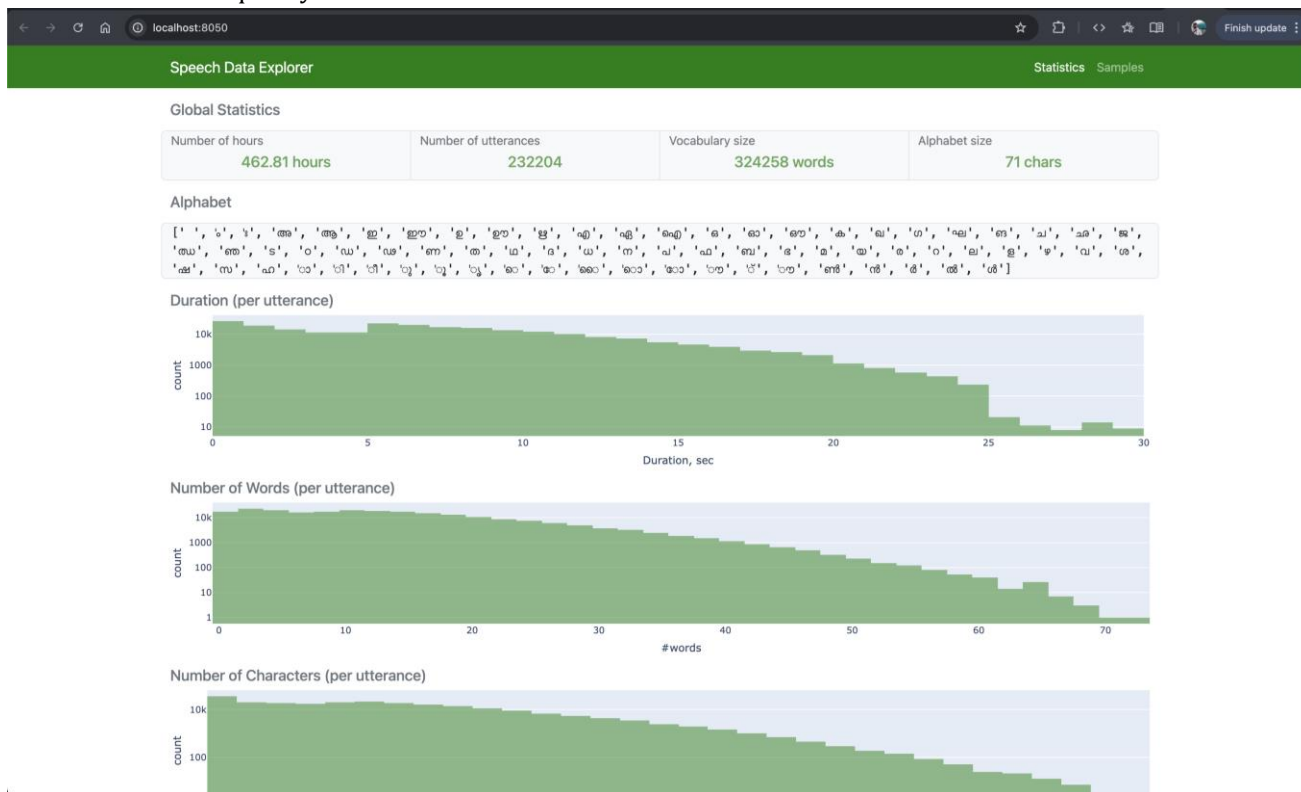 localhost:8050
Finish update
Speech Data Explorer
Statistics Samples
Global Statistics
Number of hours
462.81 hours
Number of utterances
232204
Vocabulary size
324258 words
Alphabet size
71 chars
Alphabet
[' ', 'ം', 'ഃ', 'അ', 'ആ', 'ഇ', 'ഈ', 'ഉ', 'ഊ', 'ഋ', 'എ', 'ഏ', 'ഐ', 'ഒ', 'ഓ', 'ഔ', 'ക', 'ഖ', 'ഗ', 'ഘ', 'ങ', 'ച', 'ഛ', 'ജ',
'ഝ', 'ഞ', 'ട', 'ഠ', 'ഡ', 'ഢ', 'ണ', 'ത', 'ഥ', 'ദ', 'ധ', 'ന', 'പ', 'ഫ', 'ബ', 'ഭ', 'മ', 'യ', 'ര', 'റ', 'ല', 'ള', 'ഴ', 'വ', 'ശ',
'ഷ', 'സ', 'ഹ', 'ാ', 'ി', 'ീ', 'ു', 'ൂ', 'ൃ', 'െ', 'േ', 'ൈ', 'ൊ', 'ോ', 'ൌ', '്', 'ൗ', 'ൺ', 'ൻ', 'ർ', 'ൽ', 'ൾ']
Duration (per utterance)
count
10k
1000
100
10
0 5 10 15 20 25 30
Duration, sec
Number of Words (per utterance)
count
10k
1000
100
10
1
0 10 20 30 40 50 60 70
#words
Number of Characters (per utterance)
count
10k
100